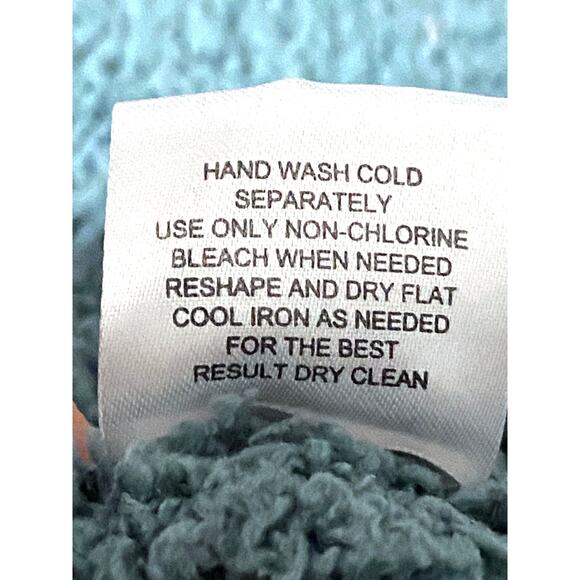 HAND WASH COLD
SEPARATELY
USE ONLY NON-CHLORINE
BLEACH WHEN NEEDED
RESHAPE AND DRY FLAT
COOL IRON AS NEEDED
FOR THE BEST
RESULT DRY CLEAN